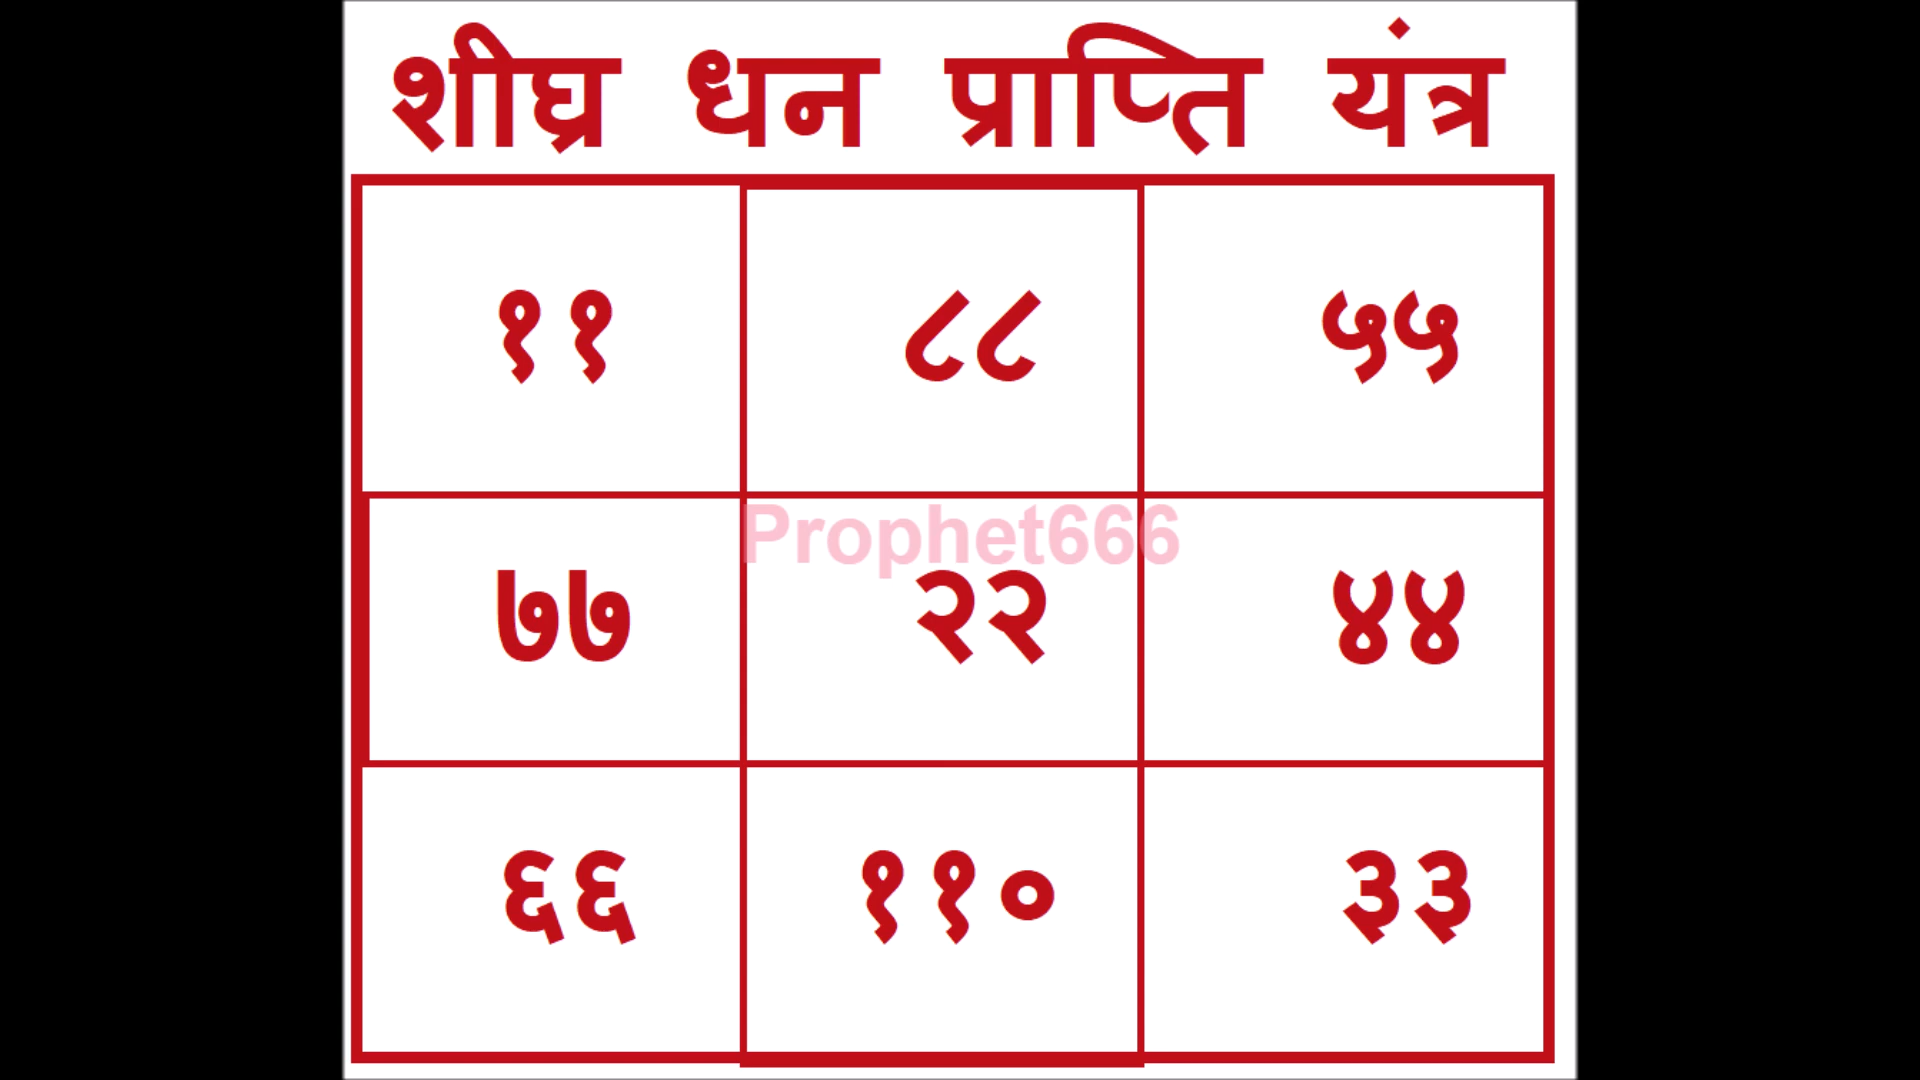 शीघ्र धन प्राप्ति यंत्र
११ ८८ ५५
Prophet666
७७ २२ ४४
६६ ११० ३३